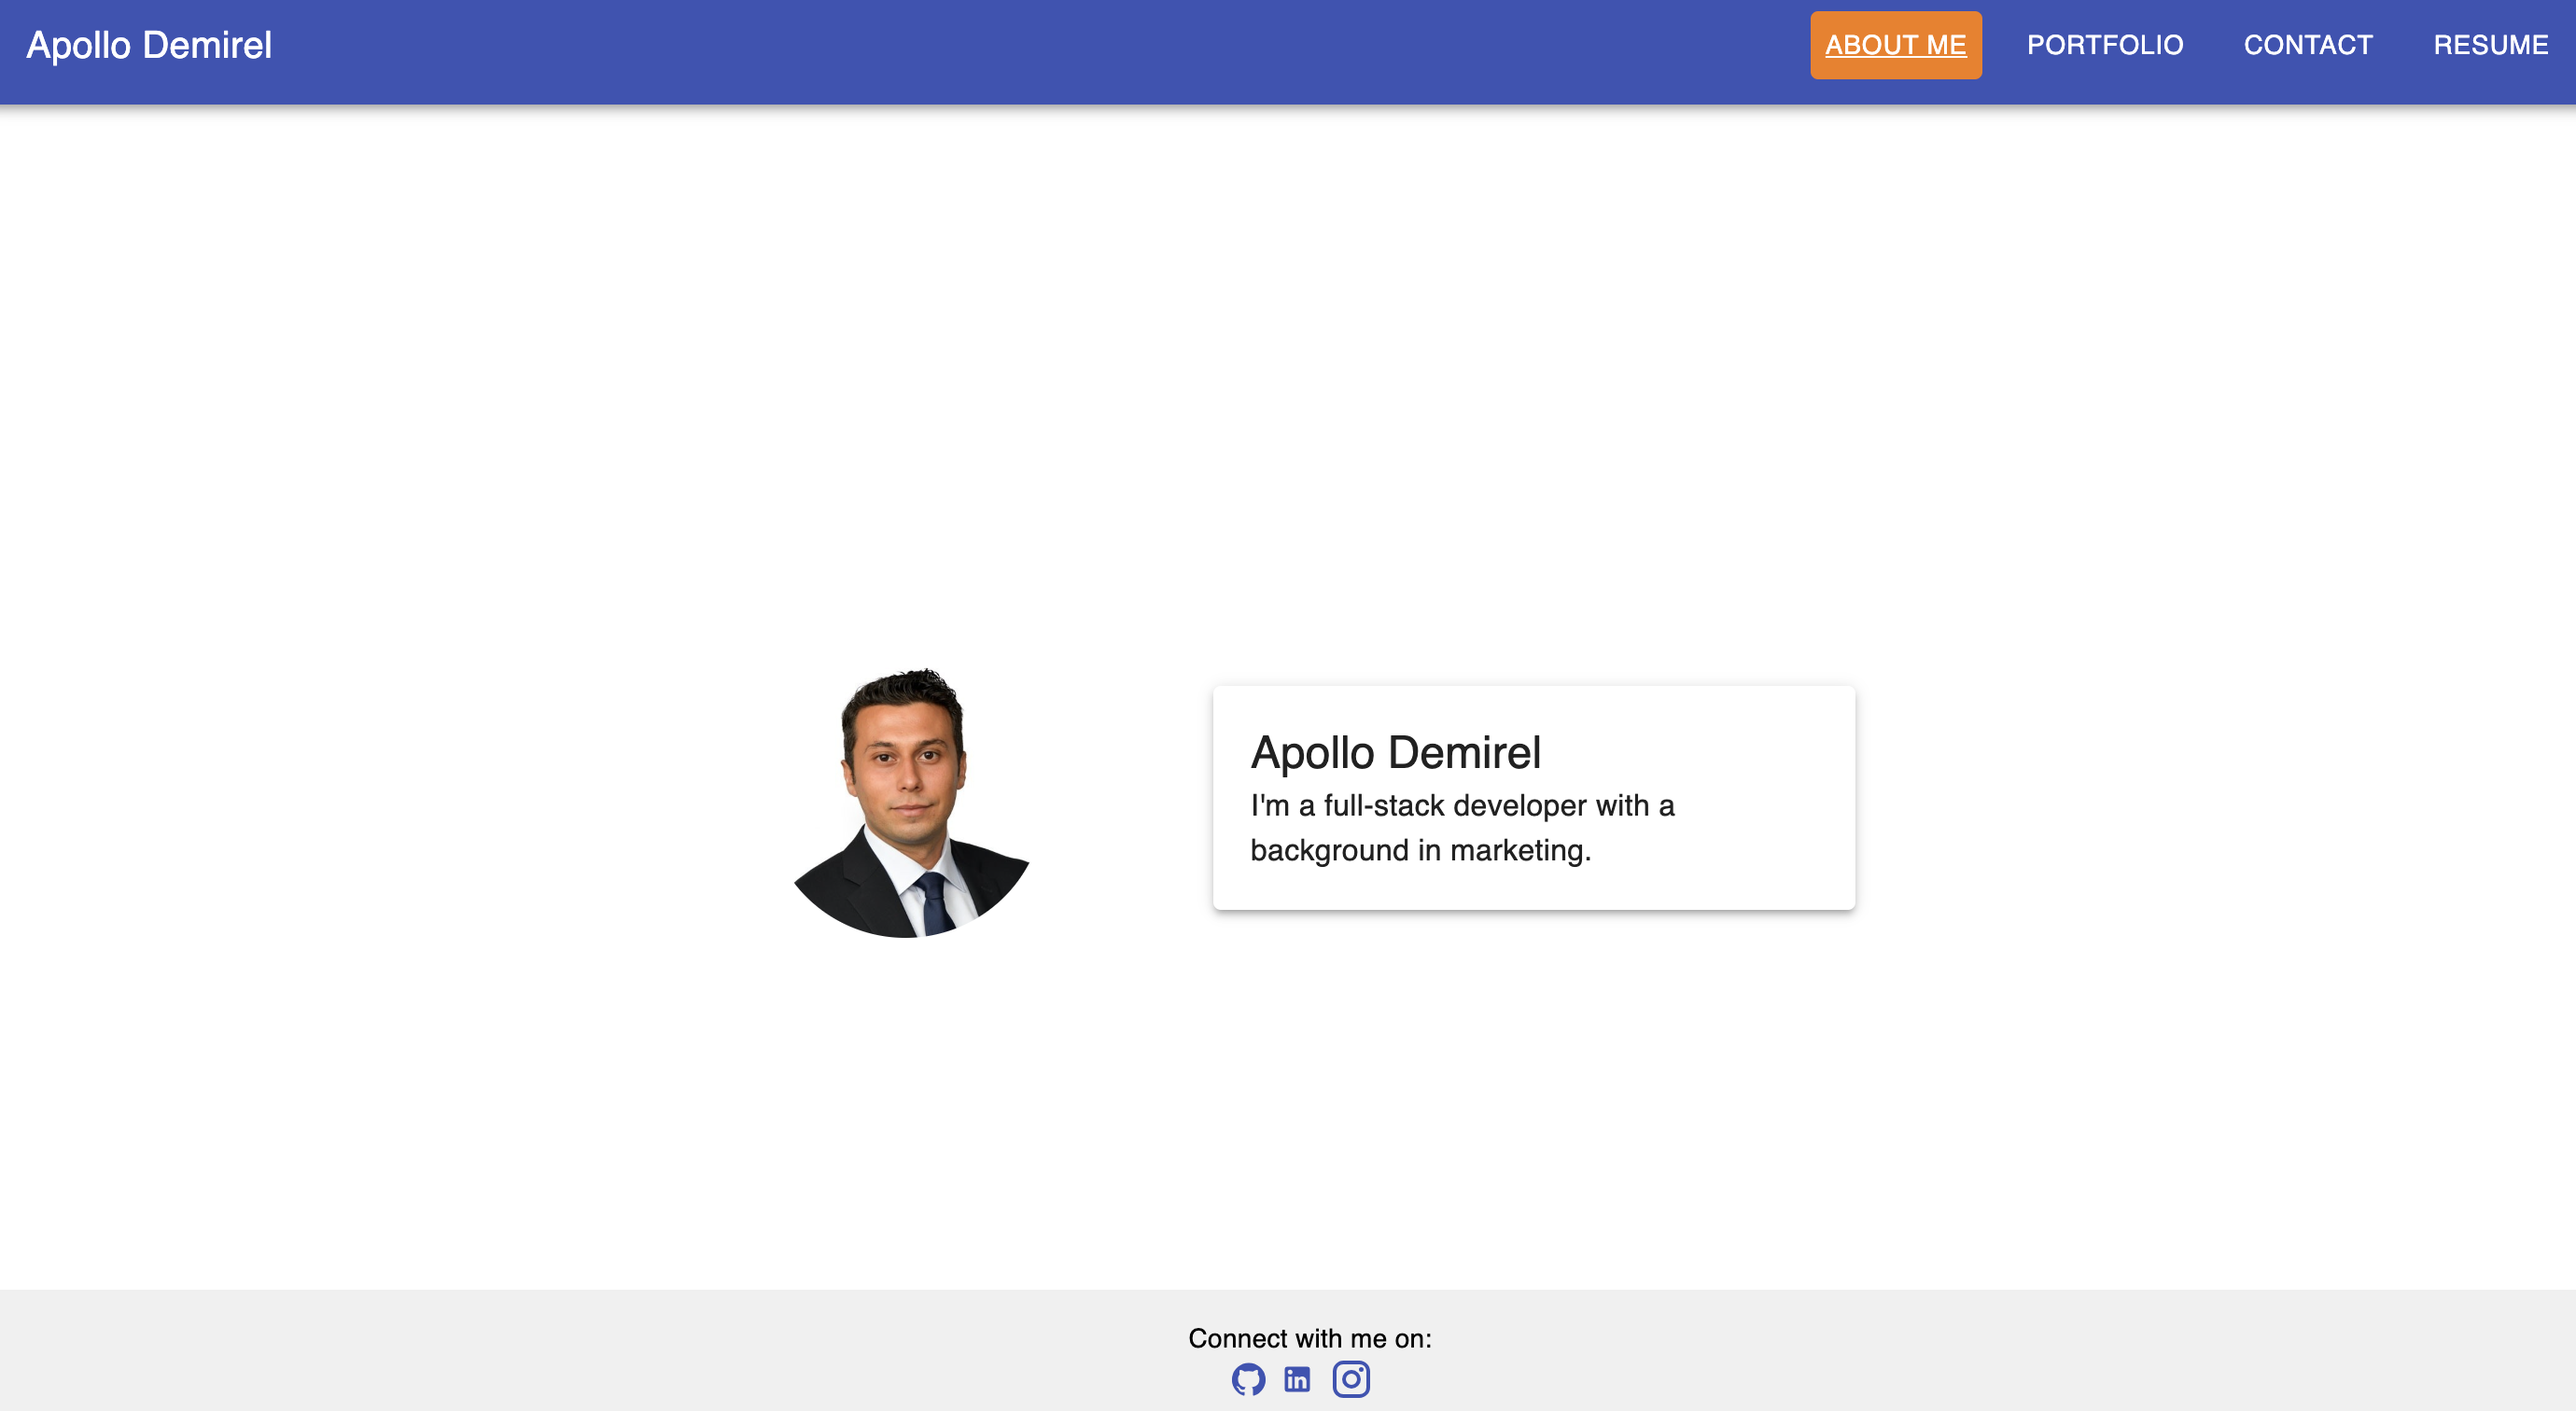 Apollo Demirel
ABOUT ME
PORTFOLIO
CONTACT
RESUME
Apollo Demirel
I'm a full-stack developer with a
background in marketing.
Connect with me on:
in